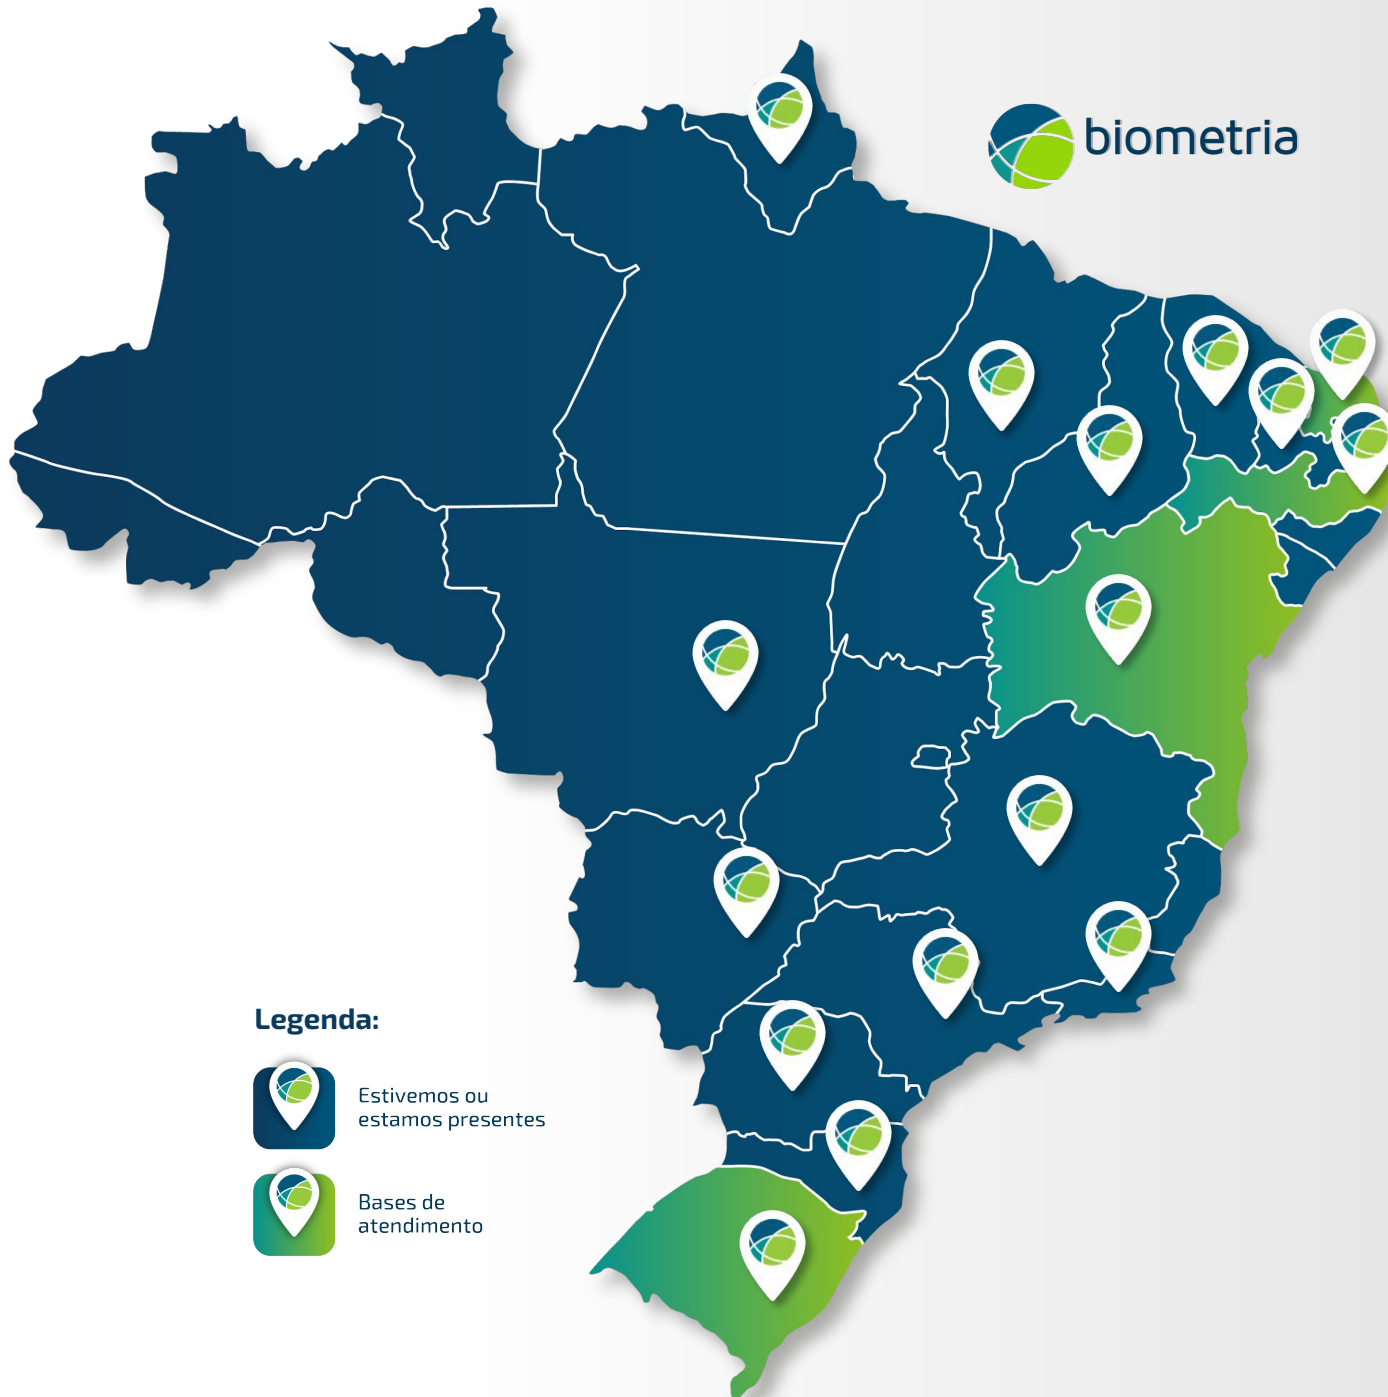 biometria
Legenda:
Estivemos ou
estamos presentes
Bases de
atendimento